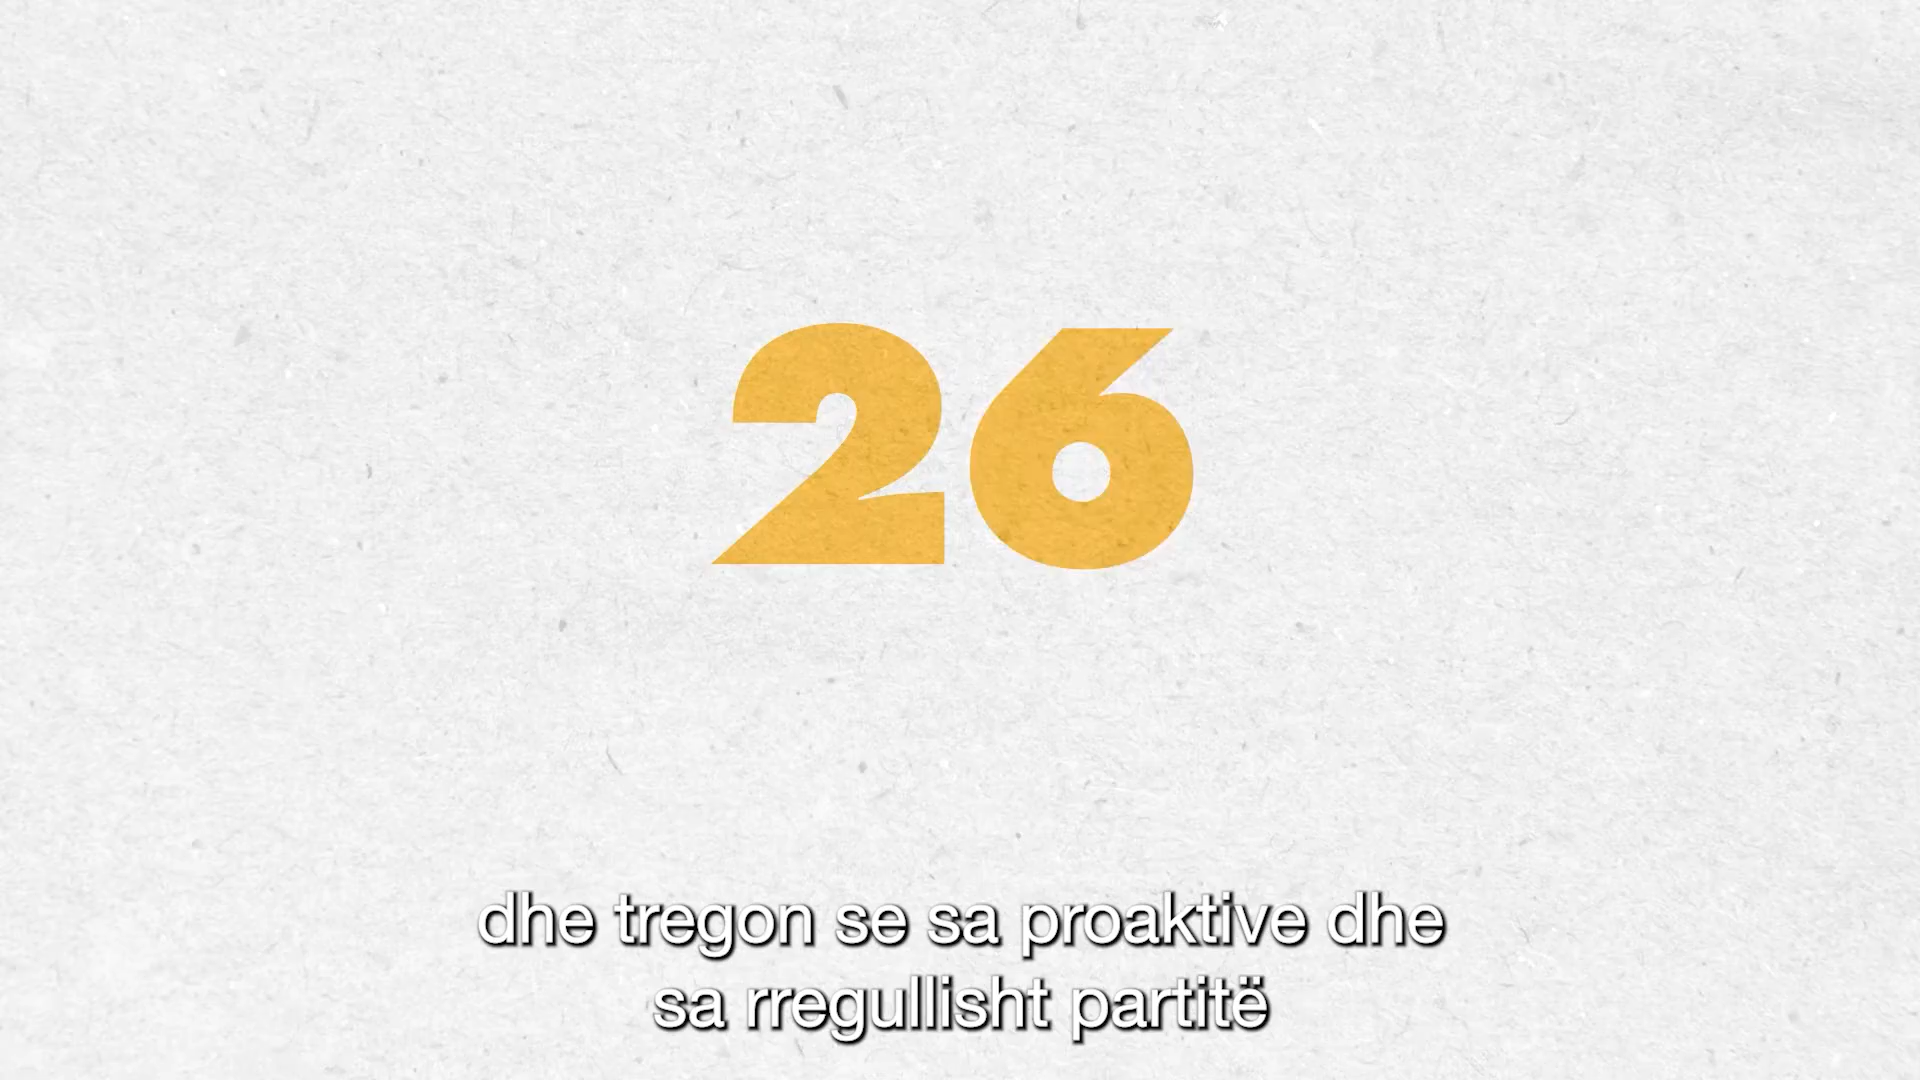 26
dhe tregon se sa proaktive dhe
sa rregullisht partitë